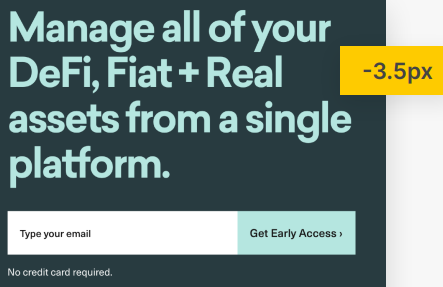 Manage all of your
DeFi, Fiat + Real
assets from a single
platform.
-3.5px
Type your email
Get Early Access ›
No credit card required.